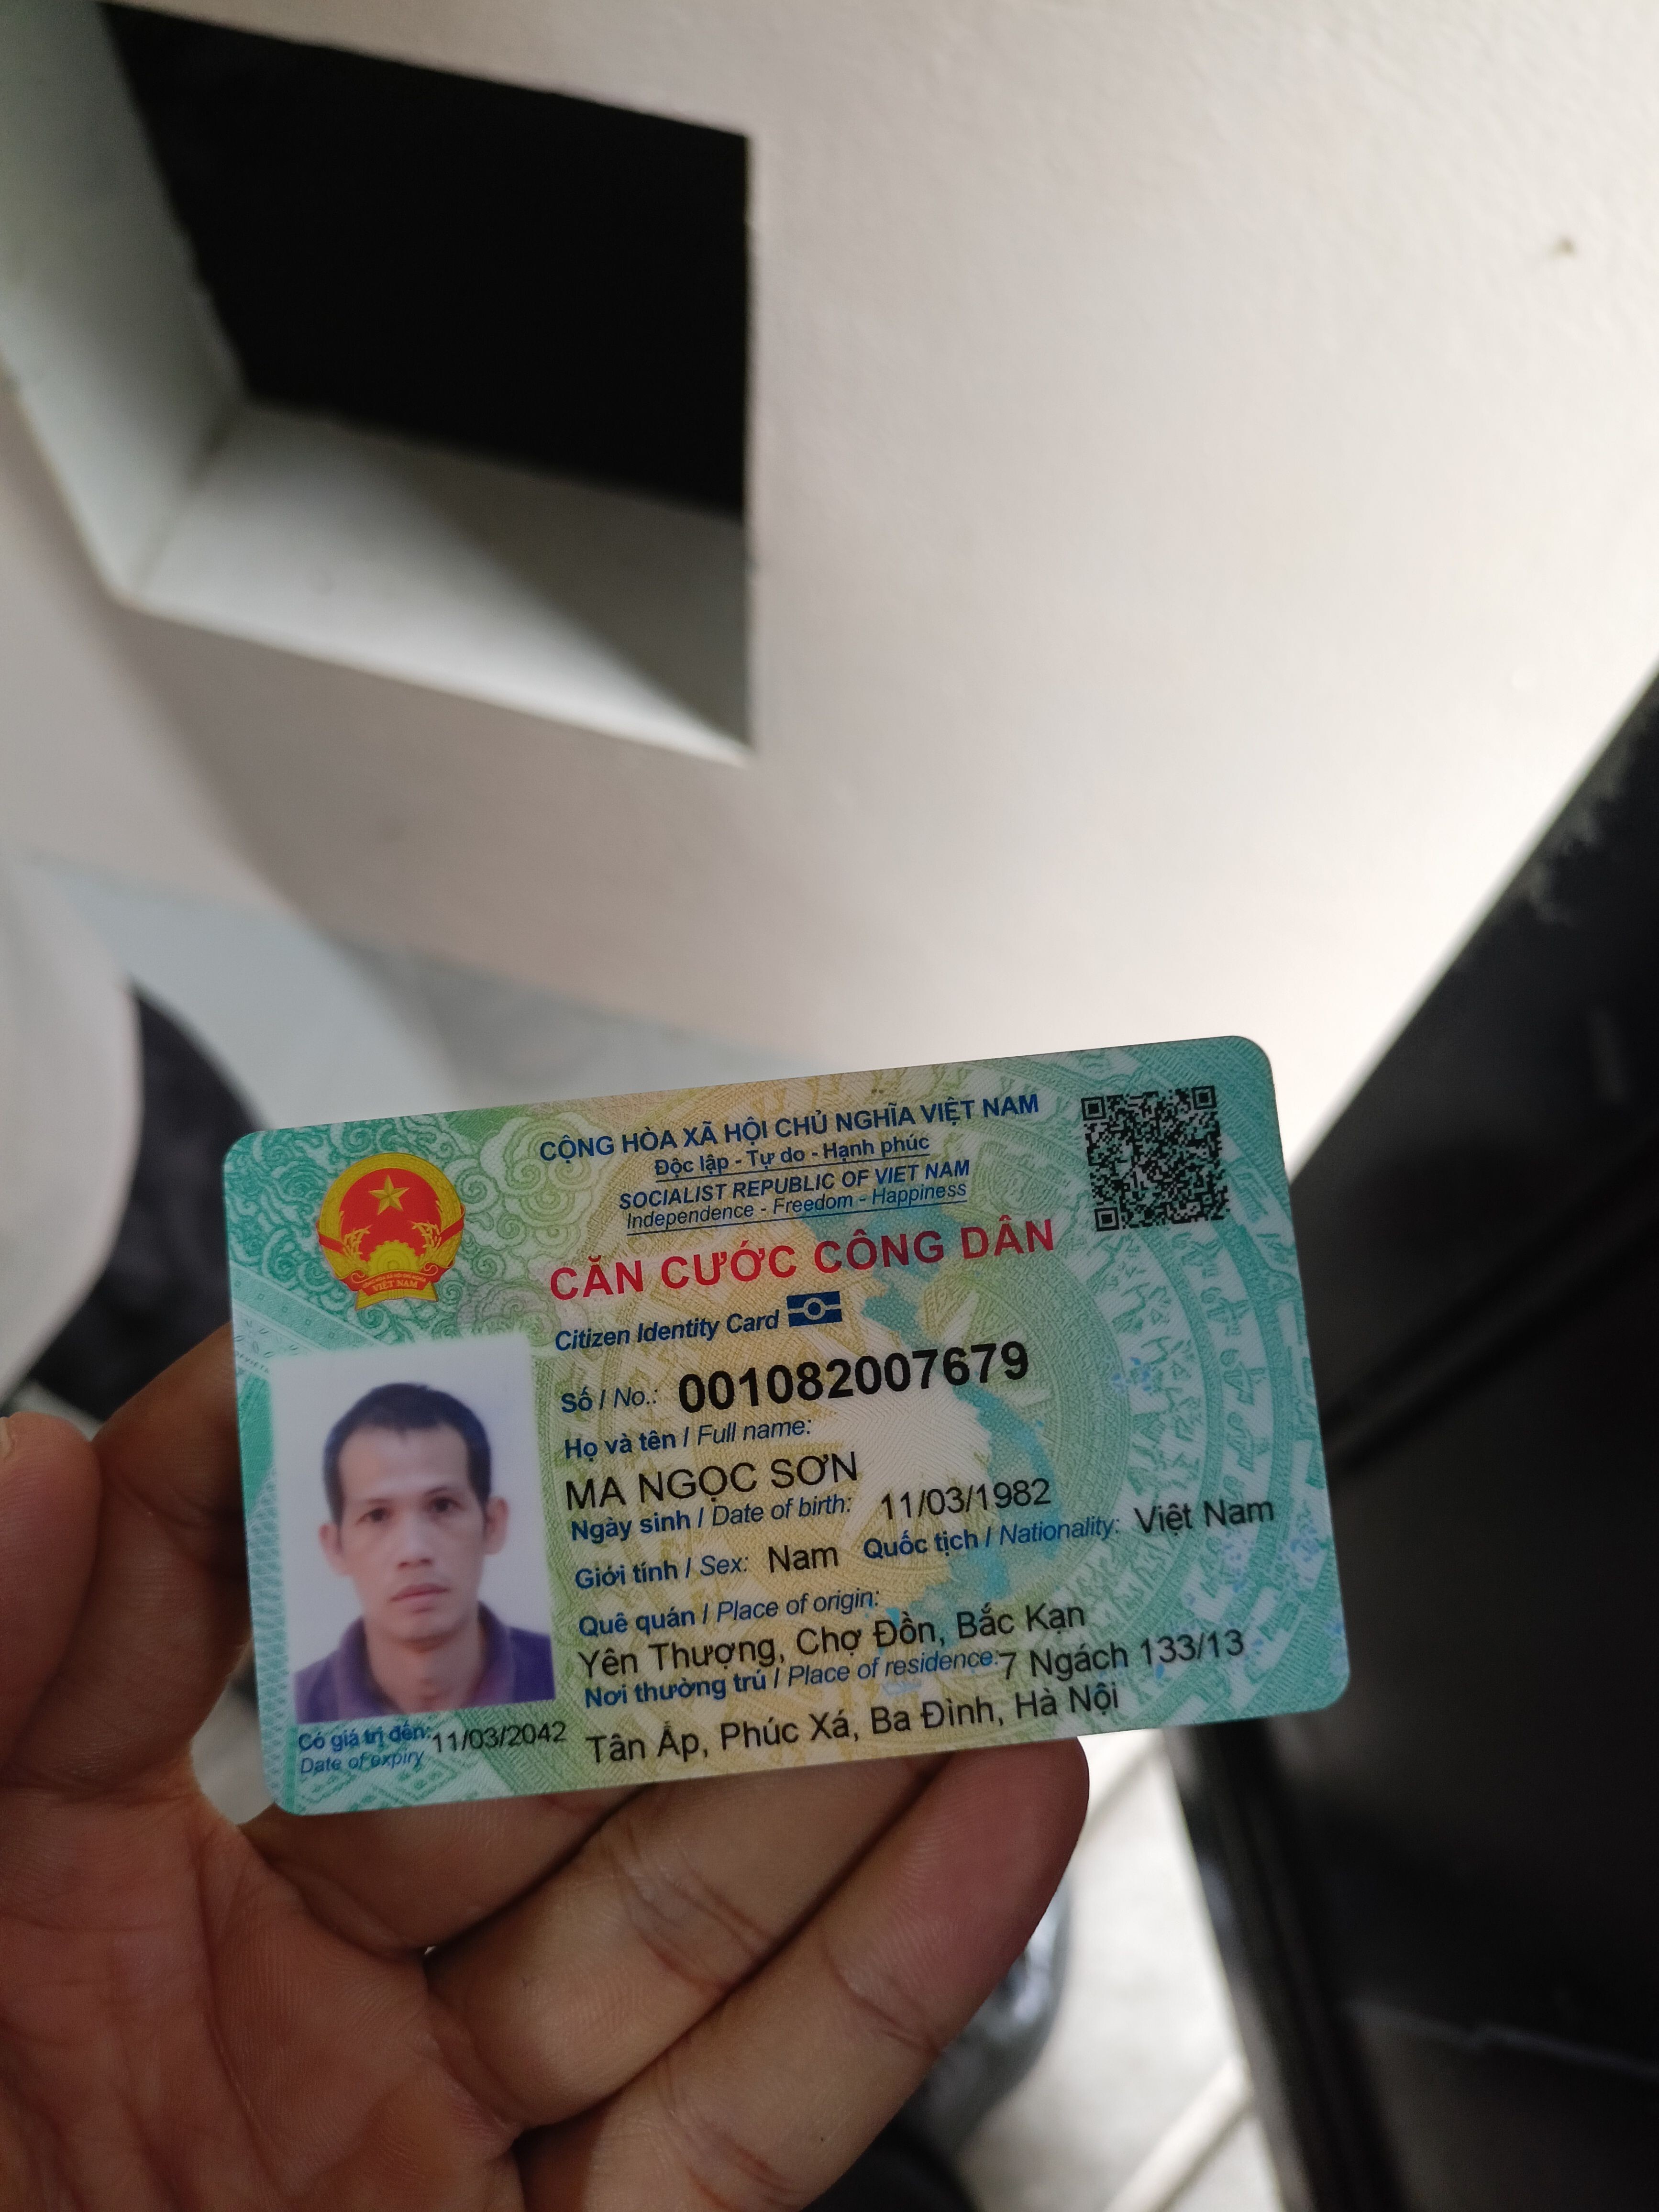 CỘNG HÒA XÃ HỘI CHỦ NGHĨA VIỆT NAM
Độc lập - Tự do - Hạnh phúc
SOCIALIST REPUBLIC OF VIET NAM
Independence - Freedom - Happiness
CĂN CƯỚC CÔNG DÂN
Citizen Identity Card
VIỆT NAM
Số / No.: 001082007679
Họ và tên / Full name:
MA NGỌC SƠN
Ngày sinh / Date of birth: 11/03/1982
Giới tính / Sex: Nam Quốc tịch / Nationality: Việt Nam
Quê quán / Place of origin:
Yên Thượng, Chợ Đồn, Bắc Kạn
Nơi thường trú / Place of residence: 7 Ngách 133/13
Tân Ấp, Phúc Xá, Ba Đình, Hà Nội
Có giá trị đến: 11/03/2042
Date of expiry